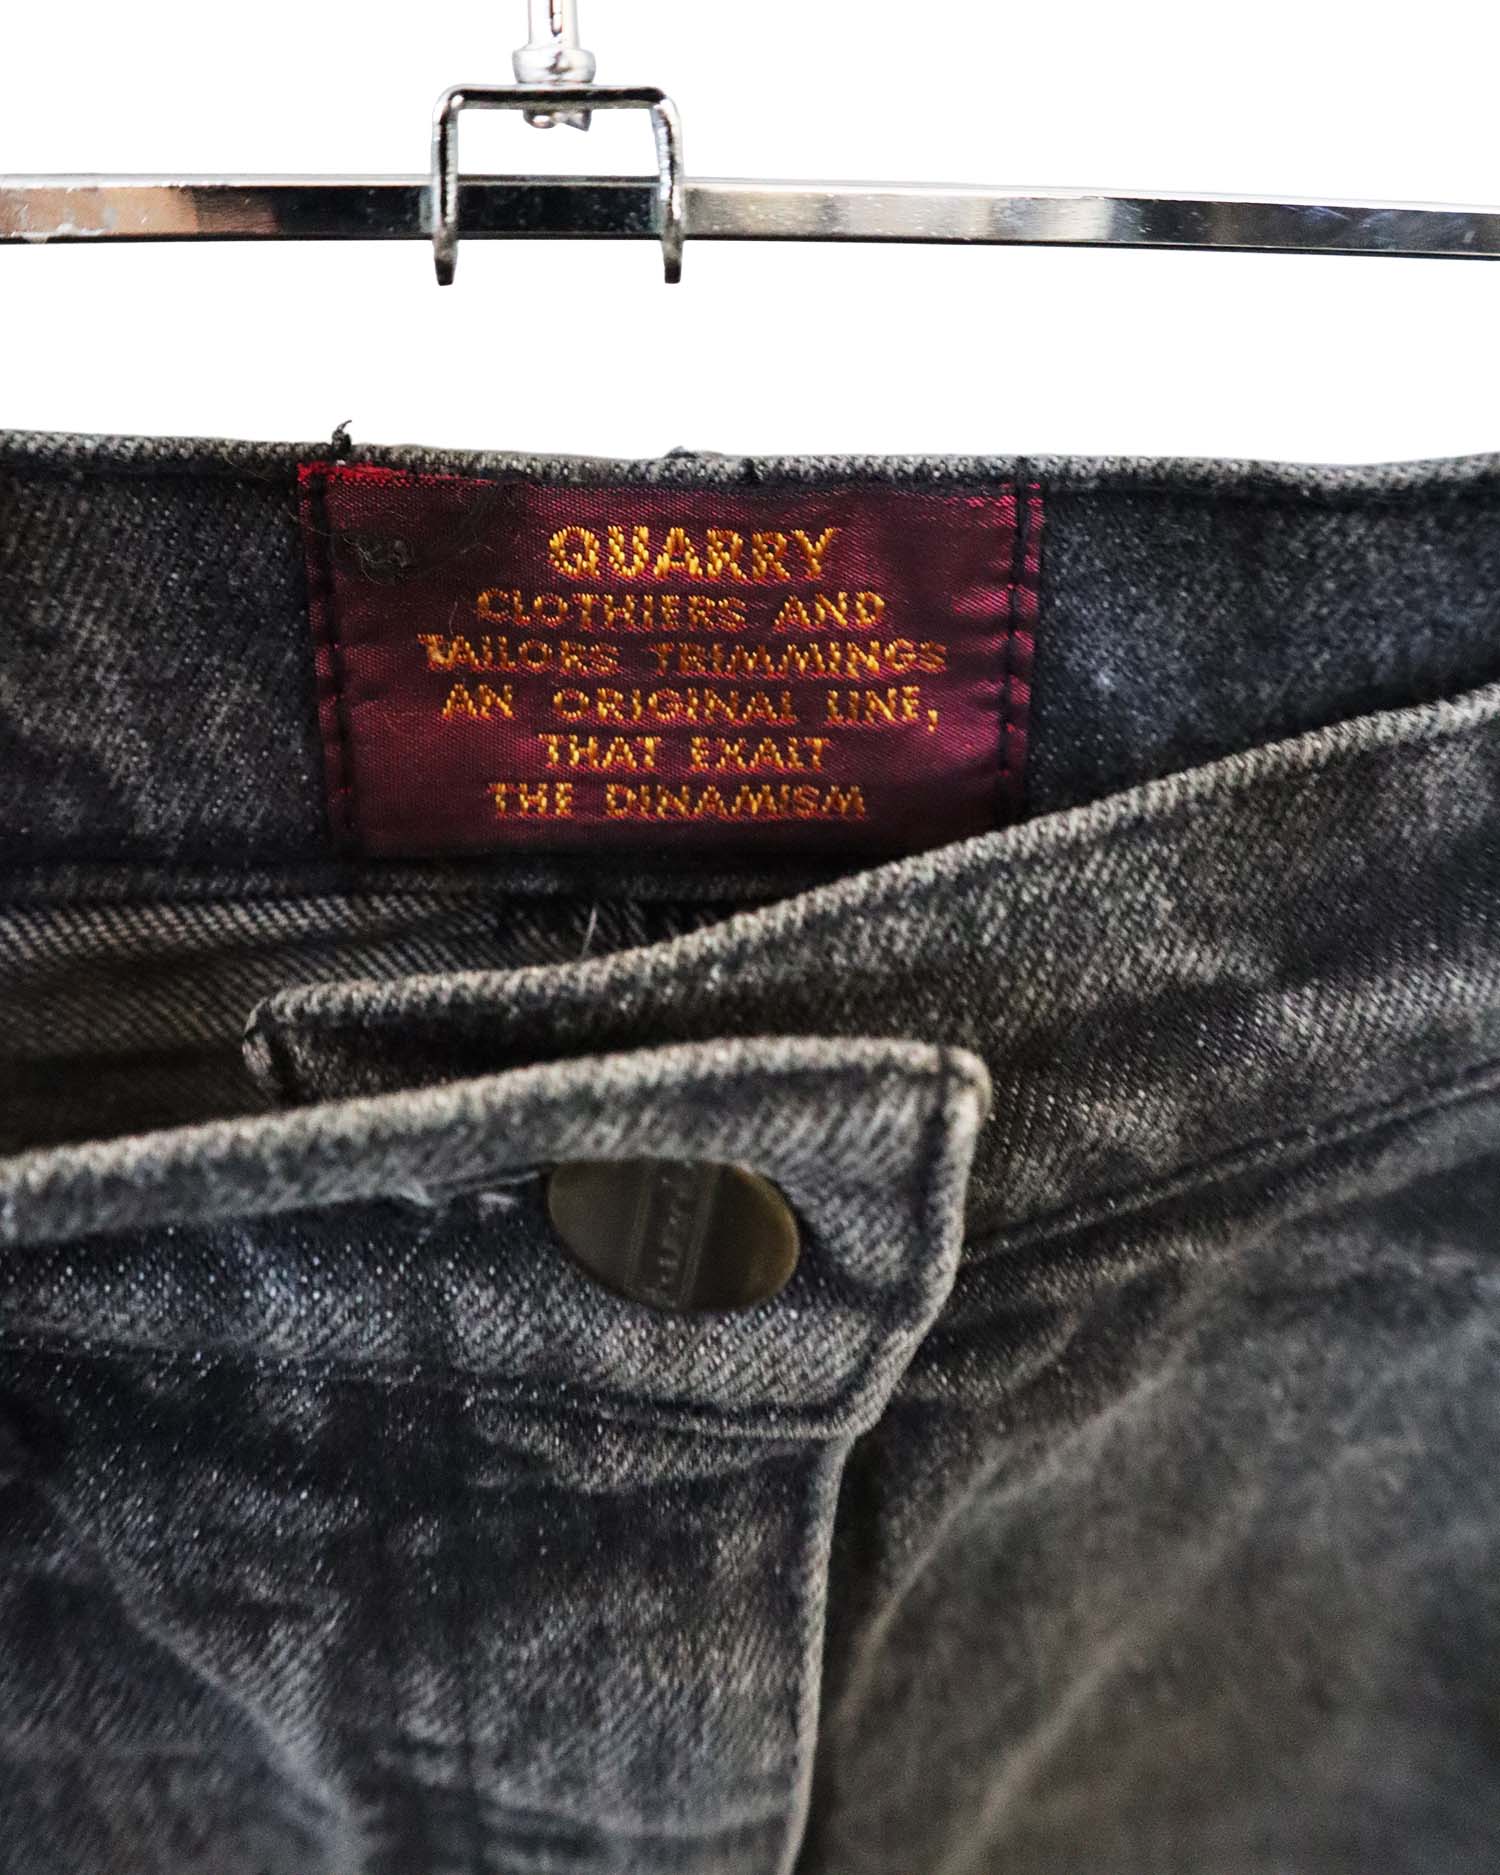 QUARRY
CLOTHIERS AND
TAILORS TRIMMINGS
AN ORIGINAL LINE,
THAT EXALT
THE DINAMISM